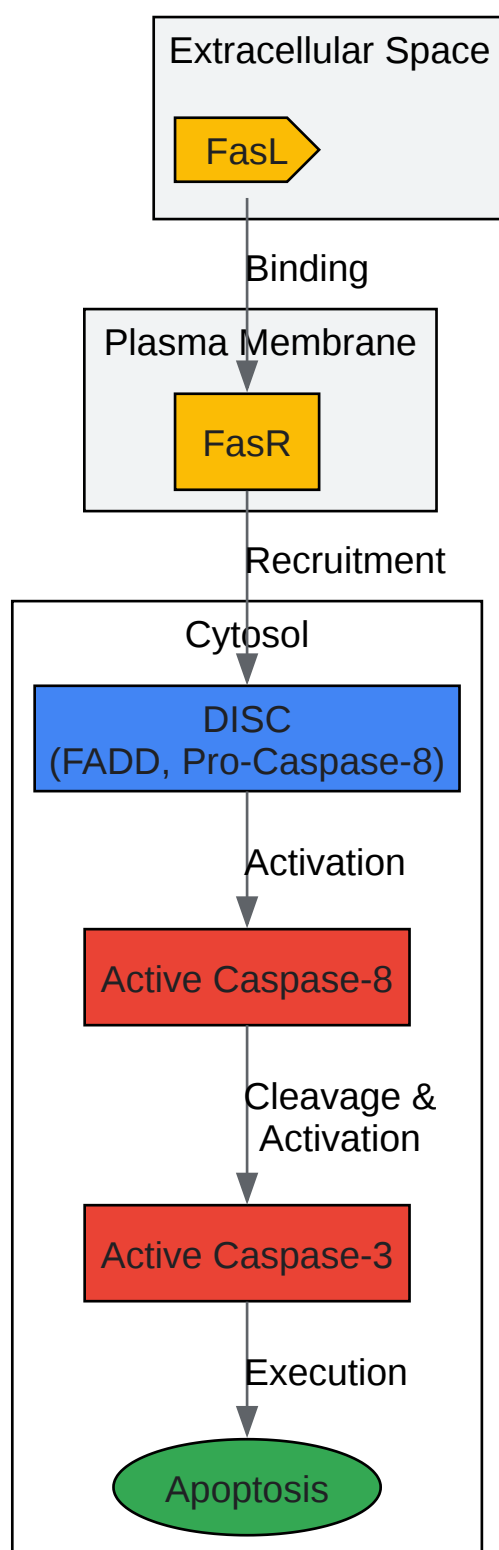 Extracellular Space
FasL
Binding
Plasma Membrane
FasR
Recruitment
Cytosol
DISC
(FADD, Pro-Caspase-8)
Activation
Active Caspase-8
Cleavage &
Activation
Active Caspase-3
Execution
Apoptosis